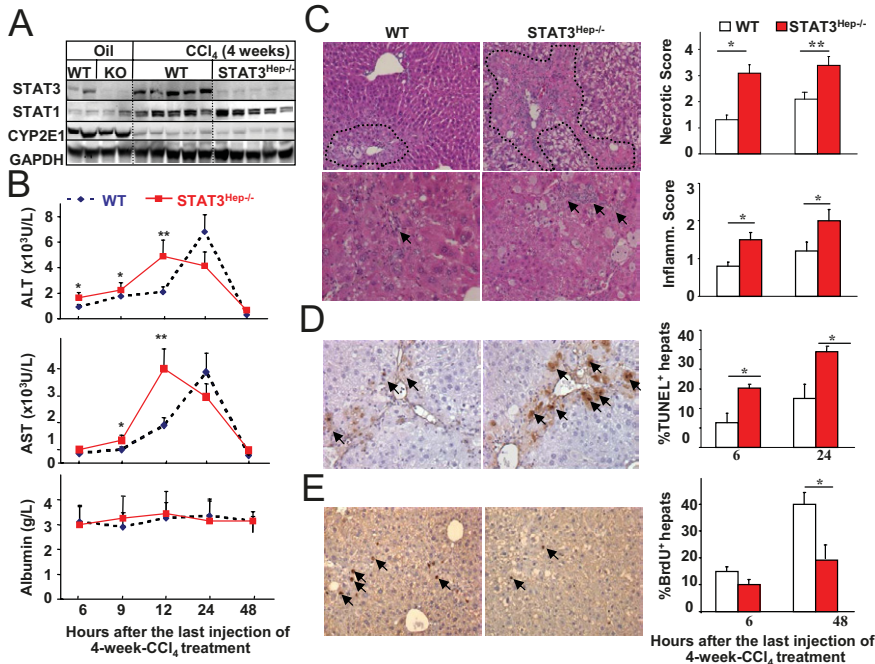 A
Oil
CCl4 (4 weeks)
WT
KO
WT
STAT3Hep-/-
STAT3
STAT1
CYP2E1
GAPDH
B
WT
STAT3Hep-/-
ALT (x10³U/L)
8
6
4
2
0
*
*
**
AST (x10³U/L)
5
4
3
2
1
0
*
**
Albumin (g/L)
5
4
3
2
1
0
6 9 12 24 48
Hours after the last injection of
4-week-CCl4 treatment
C
WT
STAT3Hep-/-
WT
STAT3Hep-/-
Necrotic Score
4
3
2
1
0
*
**
Inflamm. Score
3
2
1
0
*
*
D
%TUNEL+ hepats
40
30
20
10
0
*
*
6 24
E
%BrdU+ hepats
40
30
20
10
0
*
6 48
Hours after the last injection of
4-week-CCl4 treatment